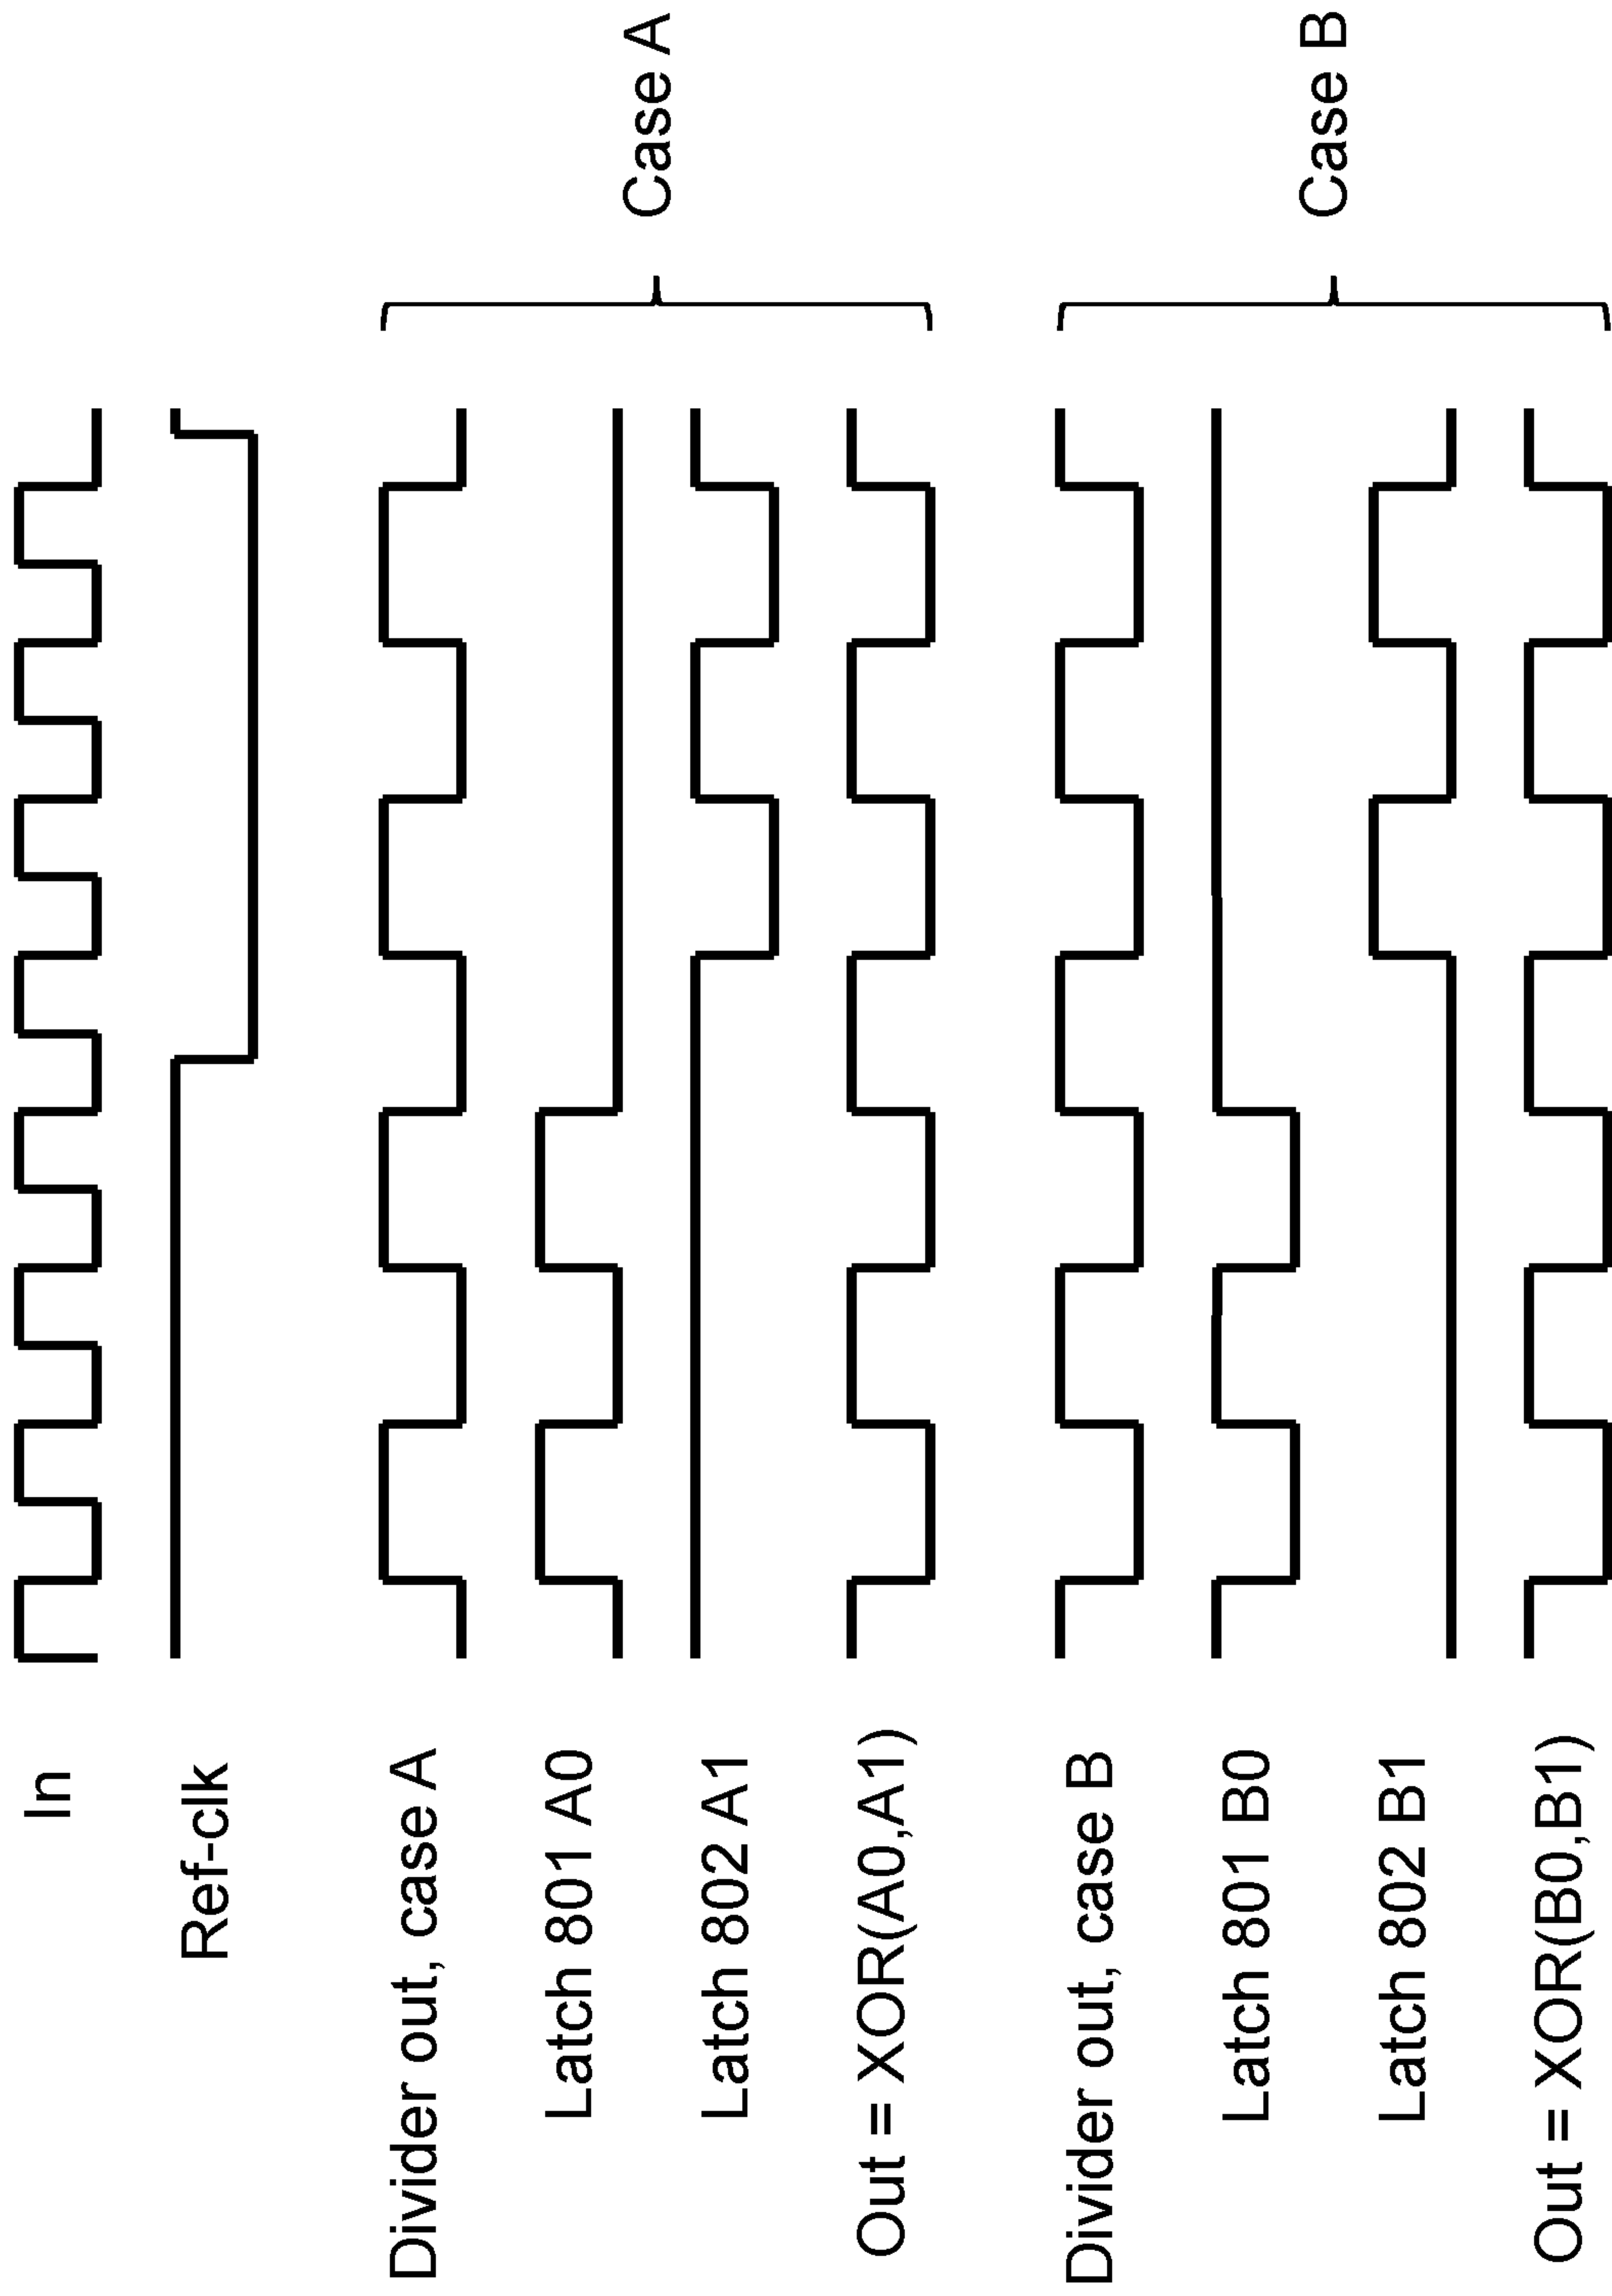 In
Ref-clk
Divider out, case A
Latch 801 A0
Latch 802 A1
Out = XOR(A0,A1)
Case A
Divider out, case B
Latch 801 B0
Latch 802 B1
Out = XOR(B0,B1)
Case B